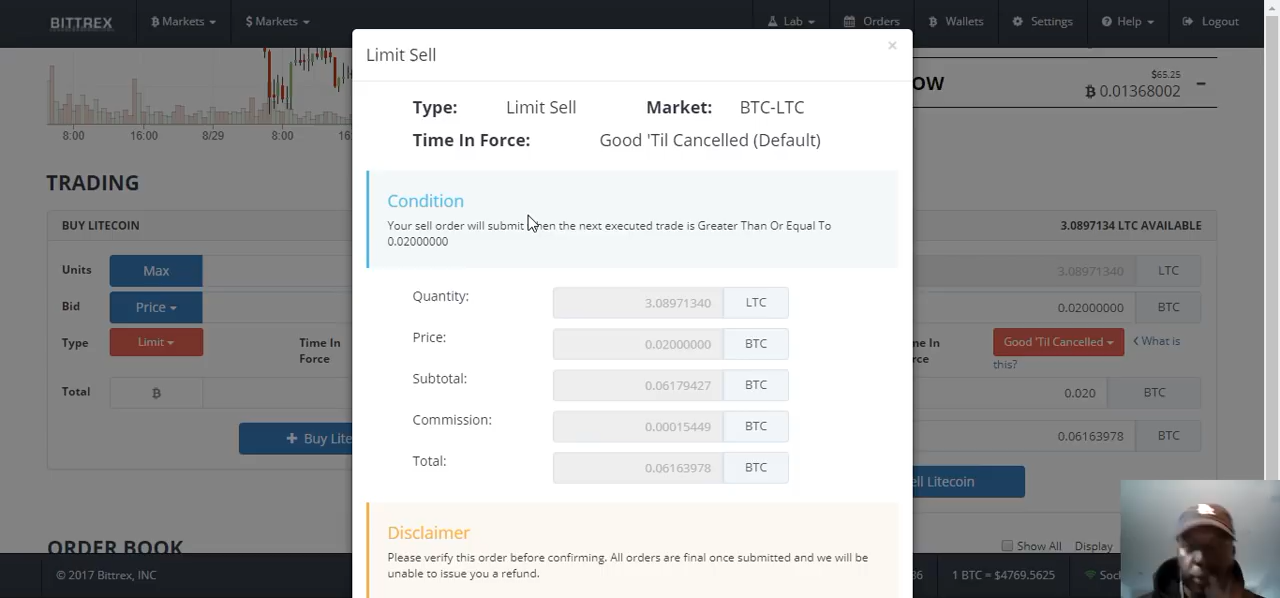 BITTREX
B Markets
$ Markets
Lab
Orders
B Wallets
Settings
Help
Logout
Limit Sell
×
OW
$65.25
0.01368002
Type: Limit Sell Market: BTC-LTC
Time In Force: Good 'Til Cancelled (Default)
8:00 16:00 8/29 8:00
TRADING
Condition
Your sell order will submit when the next executed trade is Greater Than Or Equal To
0.02000000
BUY LITECOIN
3.0897134 LTC AVAILABLE
Units Max
3.08971340 LTC
Bid Price
0.02000000 BTC
Type Limit Time In
Force
Good 'Til Cancelled What is
this?
Total
0.020 BTC
Buy Lite
0.06163978 BTC
ell Litecoin
Quantity: 3.08971340 LTC
Price: 0.02000000 BTC
Subtotal: 0.06179427 BTC
Commission: 0.00015449 BTC
Total: 0.06163978 BTC
Disclaimer
Please verify this order before confirming. All orders are final once submitted and we will be
unable to issue you a refund.
ORDER BOOK
Show All Display
© 2017 Bittrex, INC
1 BTC = $4769.5625